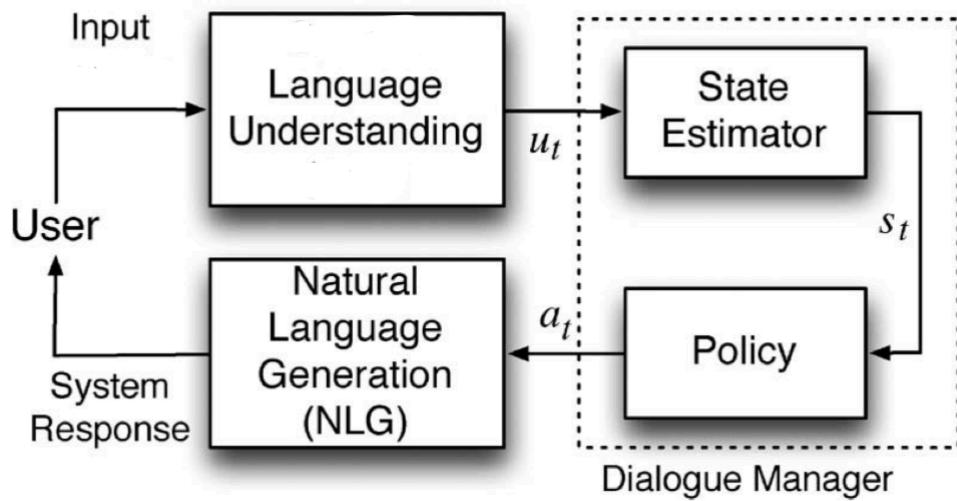 Input
Language
Understanding
u_t
State
Estimator
User
s_t
Natural
Language
Generation
(NLG)
a_t
Policy
System
Response
Dialogue Manager